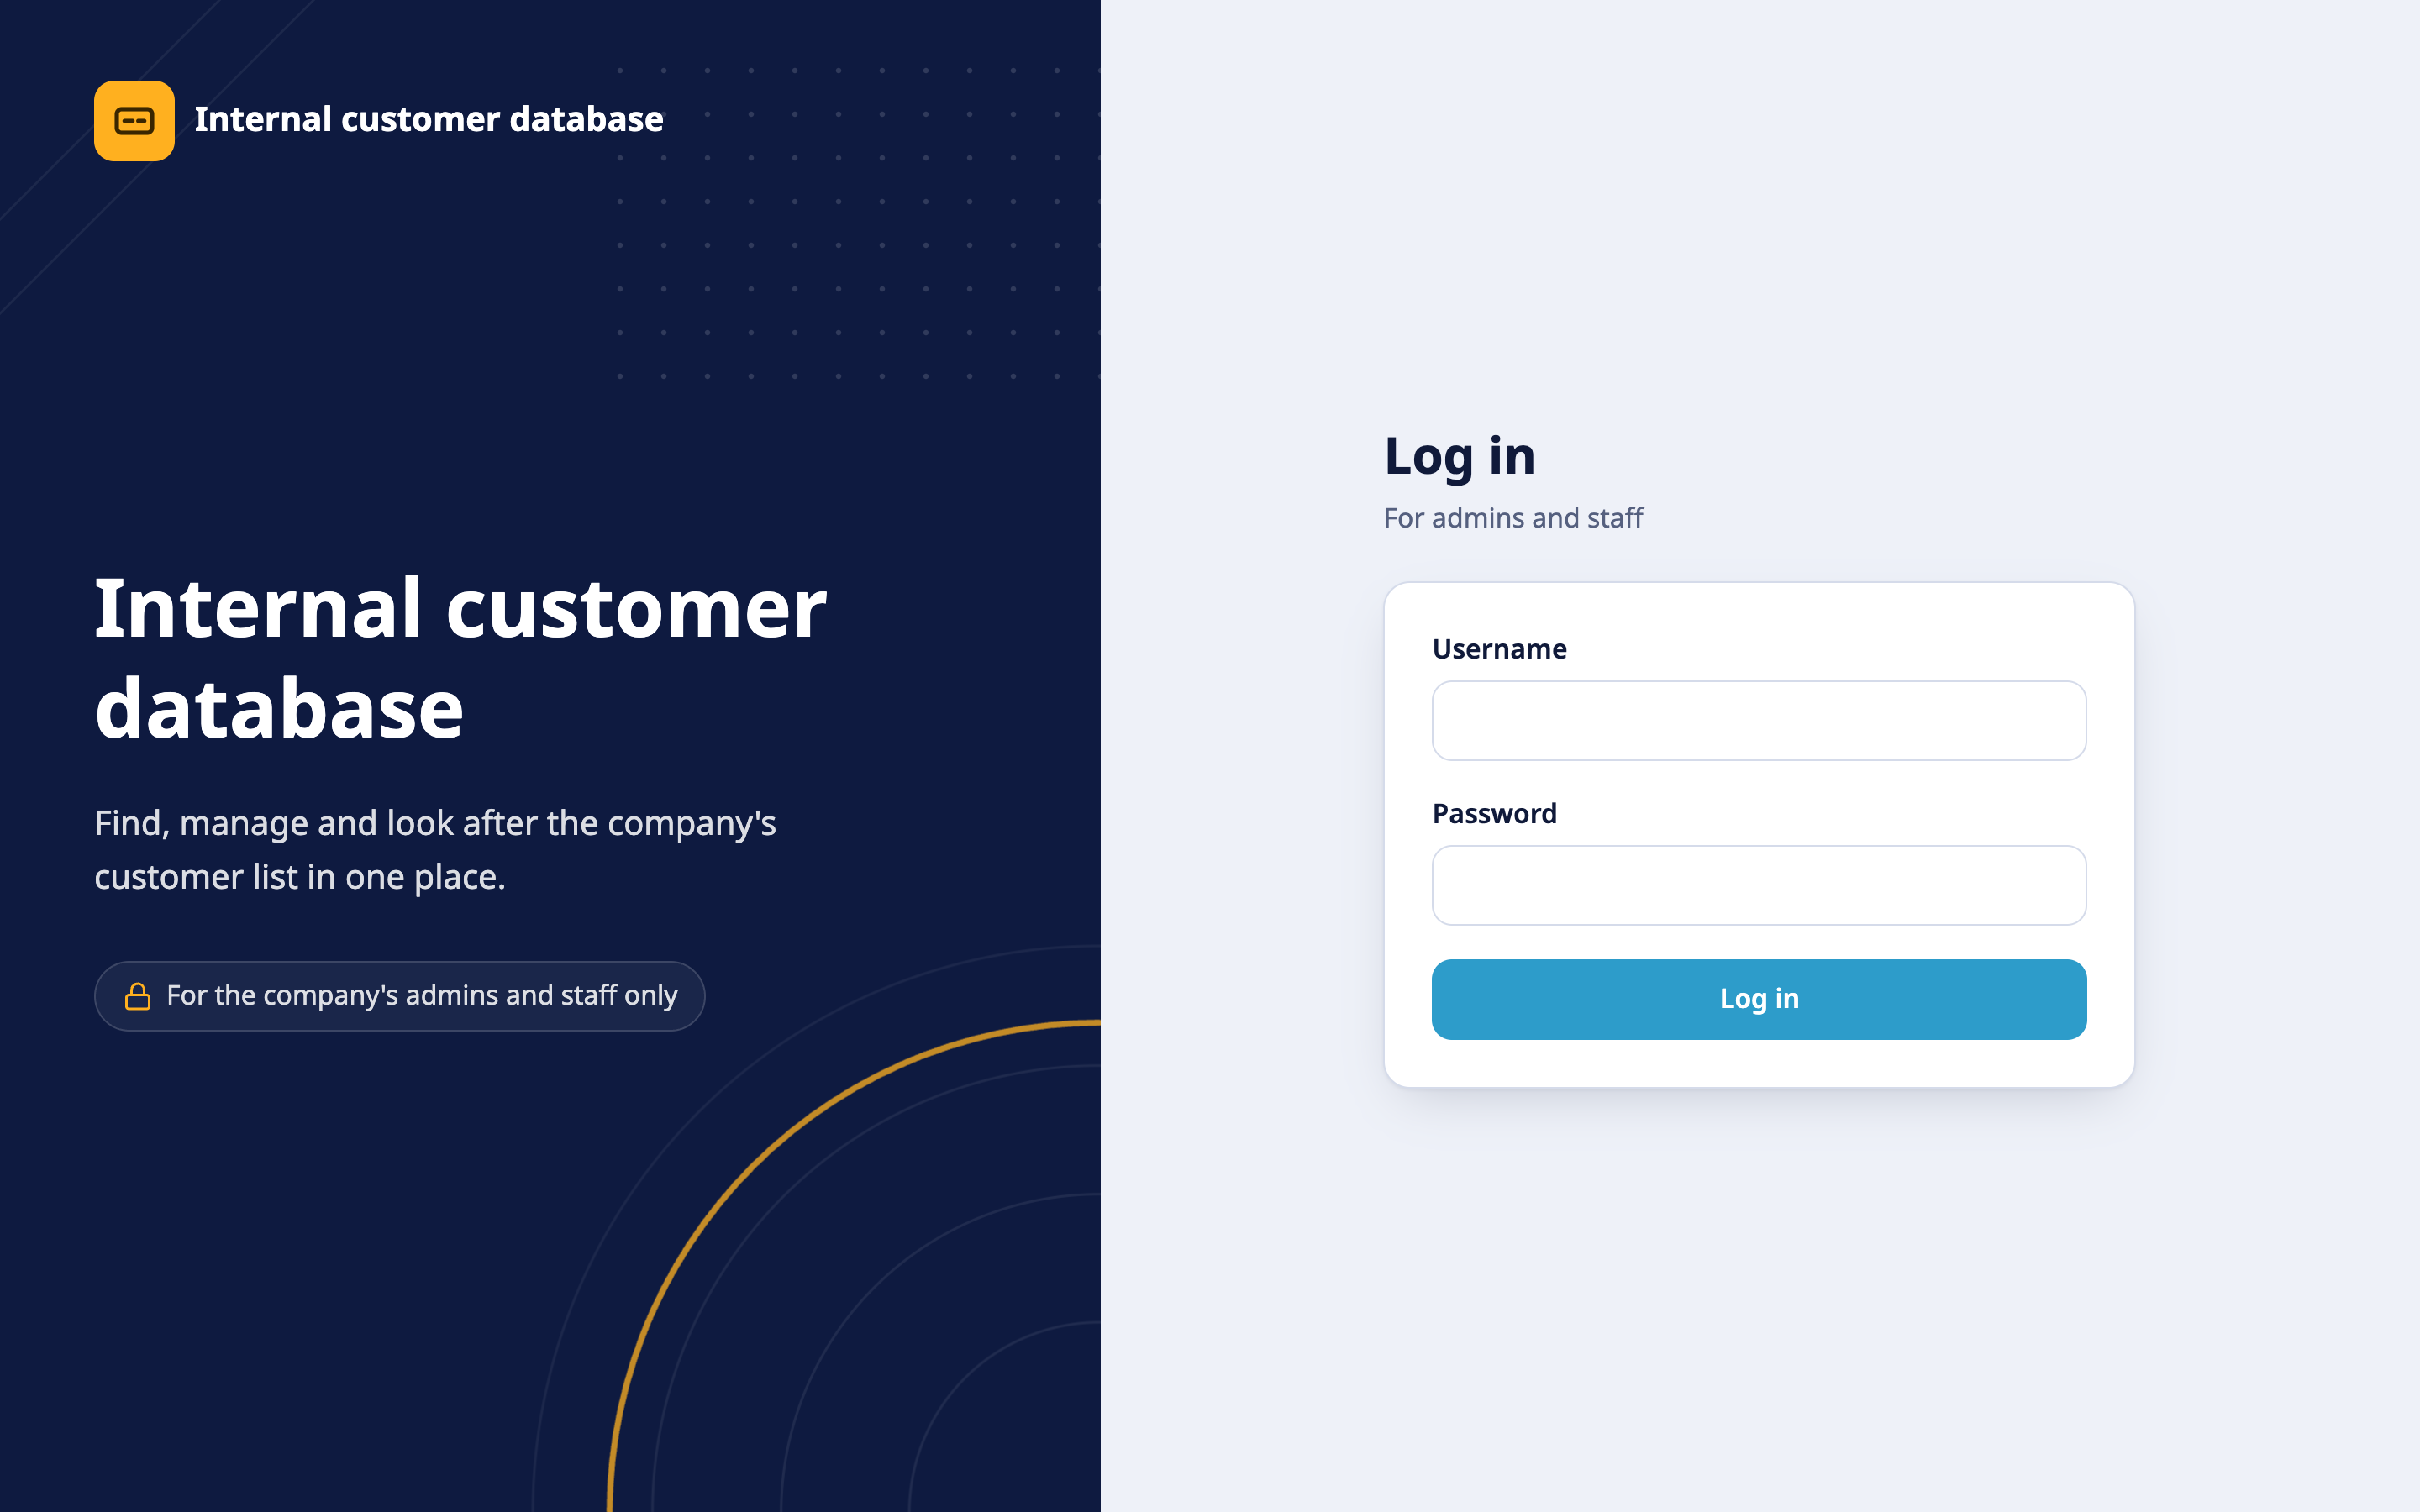 Internal customer database
Internal customer
database
Find, manage and look after the company's
customer list in one place.
For the company's admins and staff only
Log in
For admins and staff
Username
Password
Log in